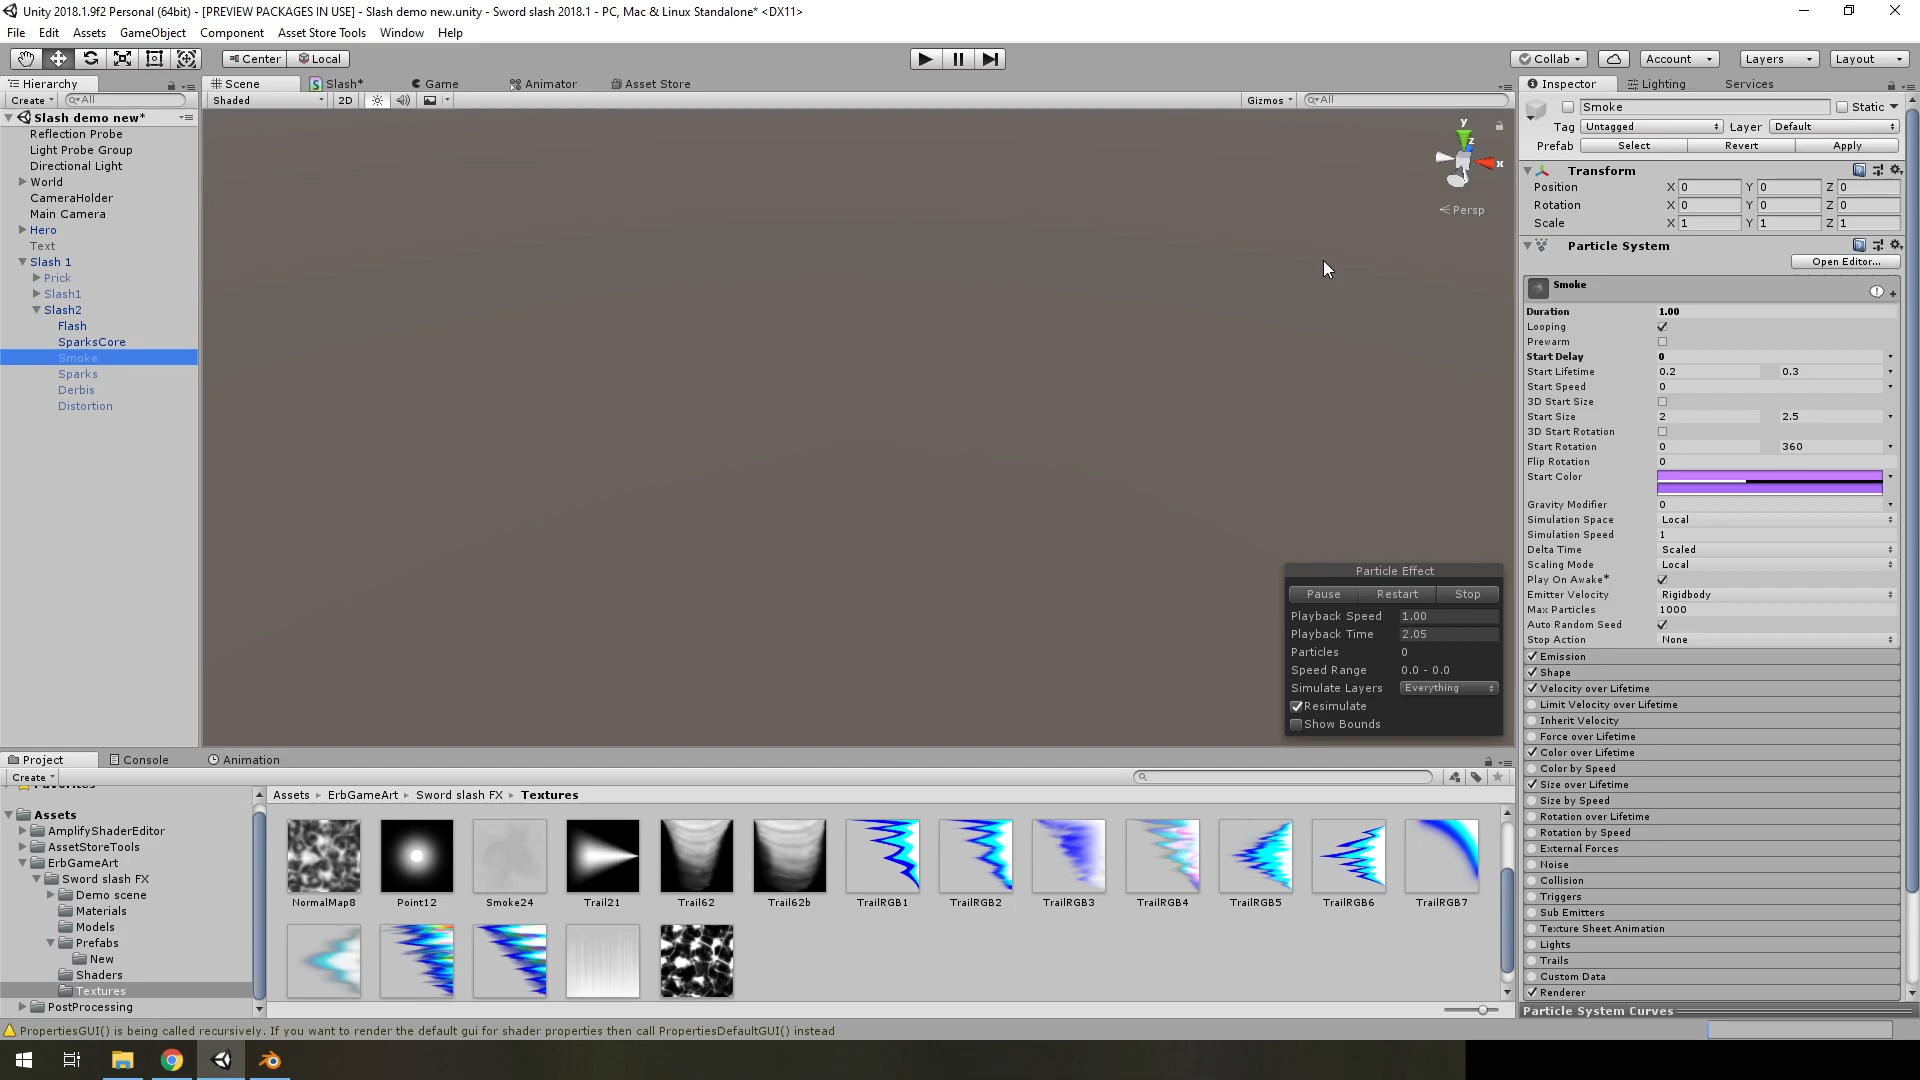 Unity 2018.1.9f2 Personal (64bit) - [PREVIEW PACKAGES IN USE] - Slash demo new.unity - Sword slash 2018.1 - PC, Mac & Linux Standalone* <DX11>
File Edit Assets GameObject Component Asset Store Tools Window Help
Center Local Collab Account Layers Layout
Hierarchy Scene Slash* Game Animator Asset Store Inspector Lighting Services
Create All Shaded 2D Gizmos All
Slash demo new*
Reflection Probe
Light Probe Group
Directional Light
World
CameraHolder
Main Camera
Hero
Text
Slash 1
Prick
Slash1
Slash2
Flash
SparksCore
Smoke
Sparks
Derbis
Distortion
y
z
x
Persp
Particle Effect
Pause Restart Stop
Playback Speed 1.00
Playback Time 2.05
Particles 0
Speed Range 0.0 - 0.0
Simulate Layers Everything
Resimulate
Show Bounds
Smoke Static
Tag Untagged Layer Default
Prefab Select Revert Apply
Transform
Position X 0 Y 0 Z 0
Rotation X 0 Y 0 Z 0
Scale X 1 Y 1 Z 1
Particle System
Open Editor...
Smoke
Duration 1.00
Looping
Prewarm
Start Delay 0
Start Lifetime 0.2 0.3
Start Speed 0
3D Start Size
Start Size 2 2.5
3D Start Rotation
Start Rotation 0 360
Flip Rotation 0
Start Color
Gravity Modifier 0
Simulation Space Local
Simulation Speed 1
Delta Time Scaled
Scaling Mode Local
Play On Awake*
Emitter Velocity Rigidbody
Max Particles 1000
Auto Random Seed
Stop Action None
Emission
Shape
Velocity over Lifetime
Limit Velocity over Lifetime
Inherit Velocity
Force over Lifetime
Color over Lifetime
Color by Speed
Size over Lifetime
Size by Speed
Rotation over Lifetime
Rotation by Speed
External Forces
Noise
Collision
Triggers
Sub Emitters
Texture Sheet Animation
Lights
Trails
Custom Data
Renderer
Particle System Curves
Project Console Animation
Create
Favorites
Assets
AmplifyShaderEditor
AssetStoreTools
ErbGameArt
Sword slash FX
Demo scene
Materials
Models
Prefabs
New
Shaders
Textures
PostProcessing
Assets ErbGameArt Sword slash FX Textures
NormalMap8 Point12 Smoke24 Trail21 Trail62 Trail62b TrailRGB1 TrailRGB2 TrailRGB3 TrailRGB4 TrailRGB5 TrailRGB6 TrailRGB7
PropertiesGUI() is being called recursively. If you want to render the default gui for shader properties then call PropertiesDefaultGUI() instead